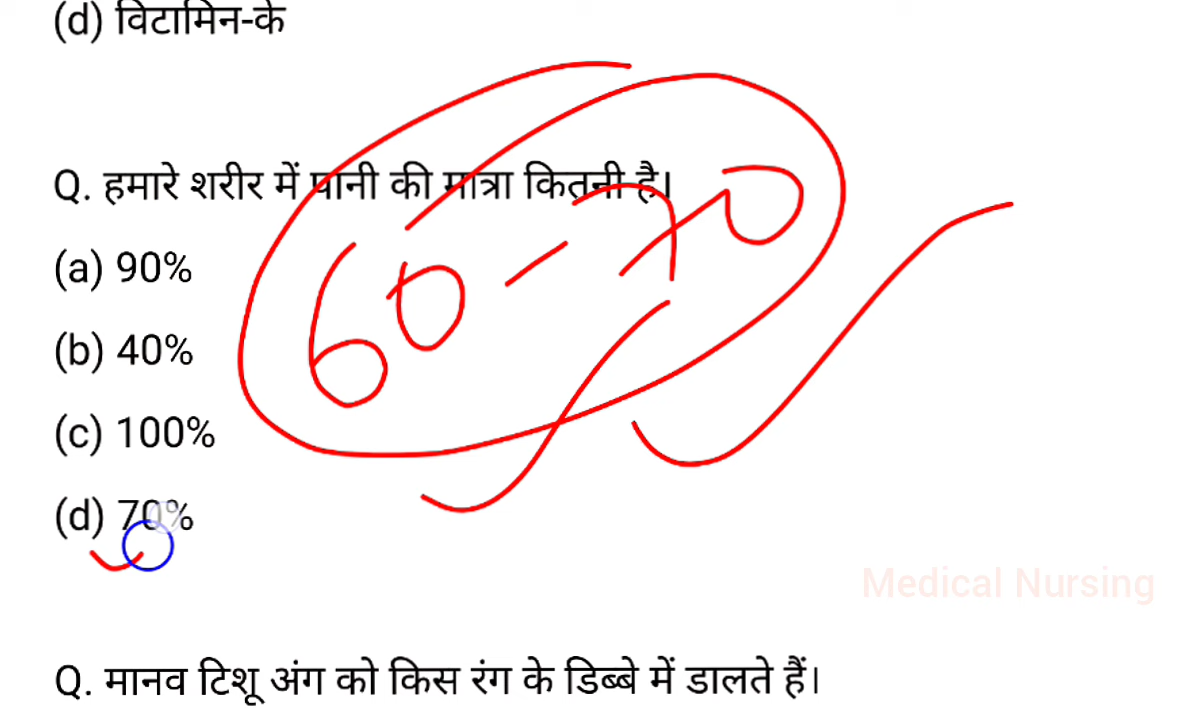 (d) विटामिन-के
Q. हमारे शरीर में पानी की मात्रा कितनी है।
60-70
(a) 90%
(b) 40%
(c) 100%
(d) 70%
Medical Nursing
Q. मानव टिशू अंग को किस रंग के डिब्बे में डालते हैं।